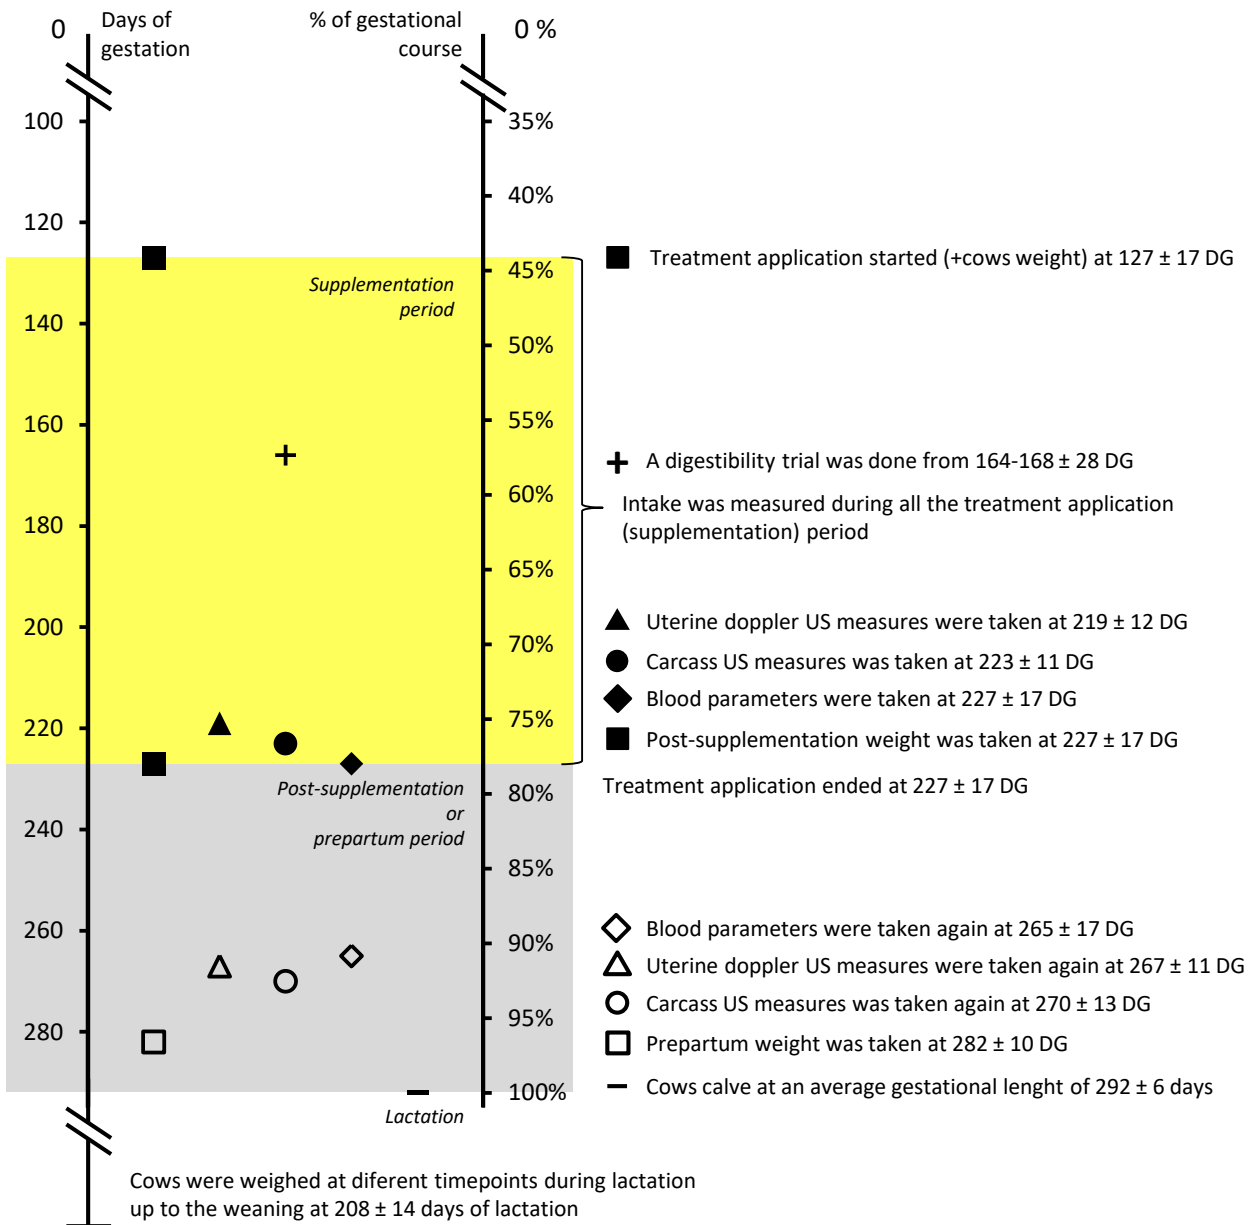 0
Days of
gestation
% of gestational
course
0 %
100
35%
40%
120
Treatment application started (+cows weight) at 127 ± 17 DG
45%
Supplementation
period
140
50%
55%
160
A digestibility trial was done from 164-168 ± 28 DG
60%
Intake was measured during all the treatment application
(supplementation) period
180
65%
200
Uterine doppler US measures were taken at 219 ± 12 DG
70%
Carcass US measures was taken at 223 ± 11 DG
Blood parameters were taken at 227 ± 17 DG
75%
220
Post-supplementation weight was taken at 227 ± 17 DG
Treatment application ended at 227 ± 17 DG
Post-supplementation
or
prepartum period
80%
240
85%
260
Blood parameters were taken again at 265 ± 17 DG
90%
Uterine doppler US measures were taken again at 267 ± 11 DG
Carcass US measures was taken again at 270 ± 13 DG
95%
280
Prepartum weight was taken at 282 ± 10 DG
100%
Cows calve at an average gestational lenght of 292 ± 6 days
Lactation
Cows were weighed at diferent timepoints during lactation
up to the weaning at 208 ± 14 days of lactation